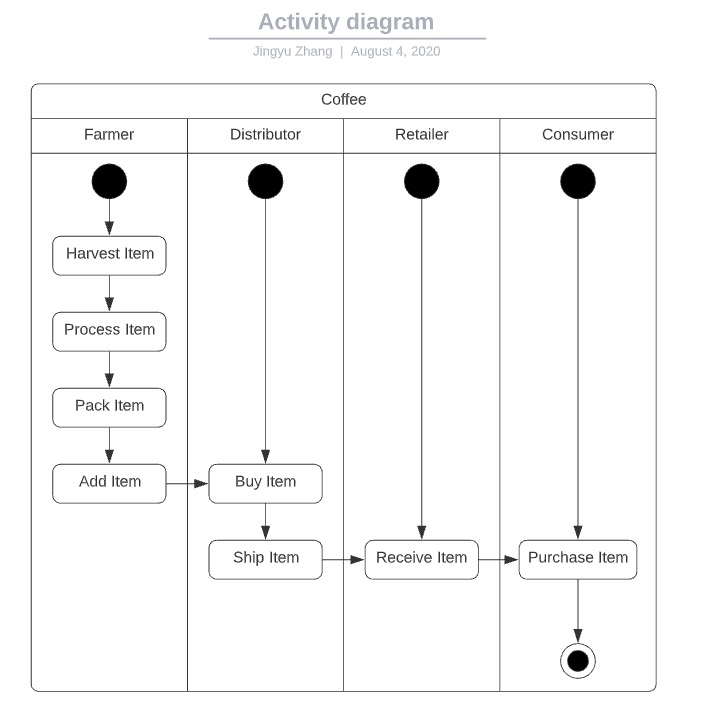 Activity diagram
Jingyu Zhang | August 4, 2020
Coffee
Farmer
Distributor
Retailer
Consumer
Harvest Item
Process Item
Pack Item
Add Item
Buy Item
Ship Item
Receive Item
Purchase Item